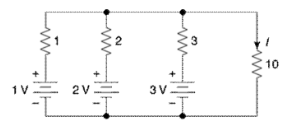 1 2 3 I 10
+ + +
1 V 2 V 3 V
− − −